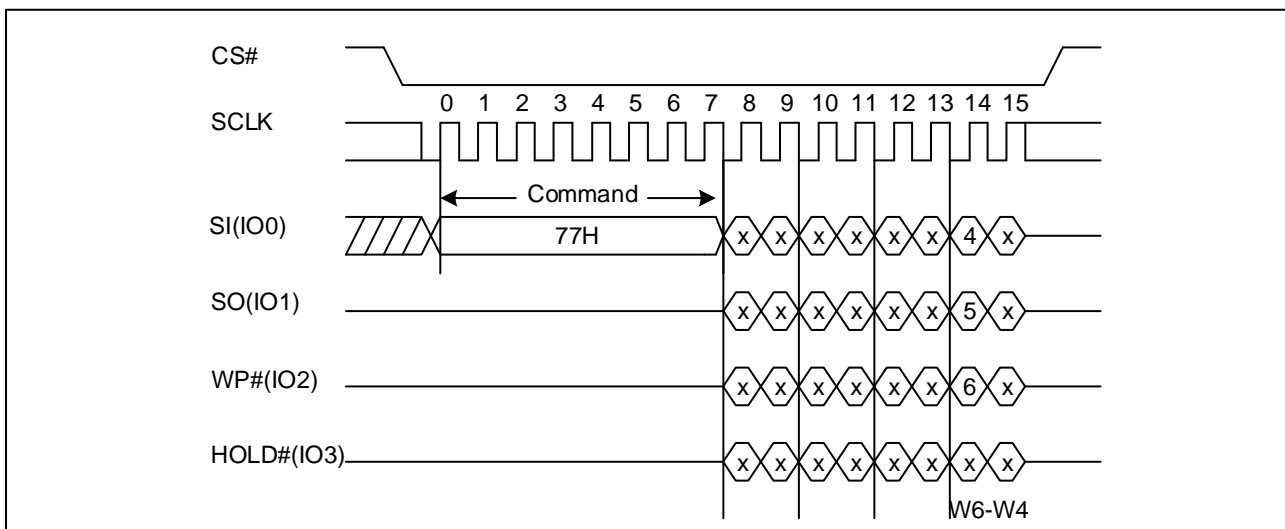 CS#
0 1 2 3 4 5 6 7 8 9 10 11 12 13 14 15
SCLK
Command
SI(IO0) 77H x x x x x x 4 x
SO(IO1) x x x x x x 5 x
WP#(IO2) x x x x x x 6 x
HOLD#(IO3) x x x x x x x x
W6-W4